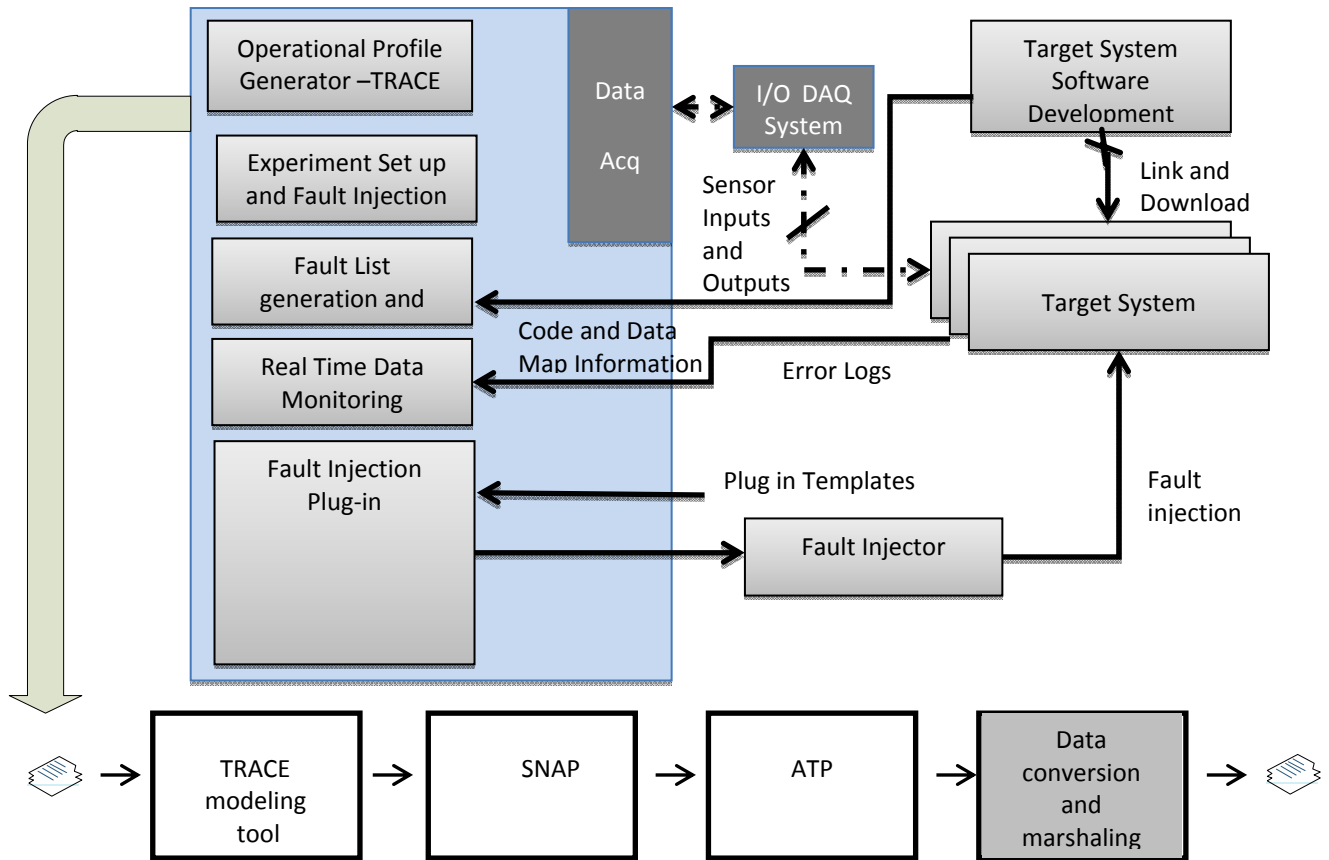 Operational Profile
Generator –TRACE
Data
Acq
I/O DAQ
System
Target System
Software
Development
Experiment Set up
and Fault Injection
Sensor
Inputs
and
Outputs
Link and
Download
Fault List
generation and
Target System
Code and Data
Map Information
Real Time Data
Monitoring
Error Logs
Fault Injection
Plug-in
Plug in Templates
Fault
injection
Fault Injector
TRACE
modeling
tool
SNAP
ATP
Data
conversion
and
marshaling